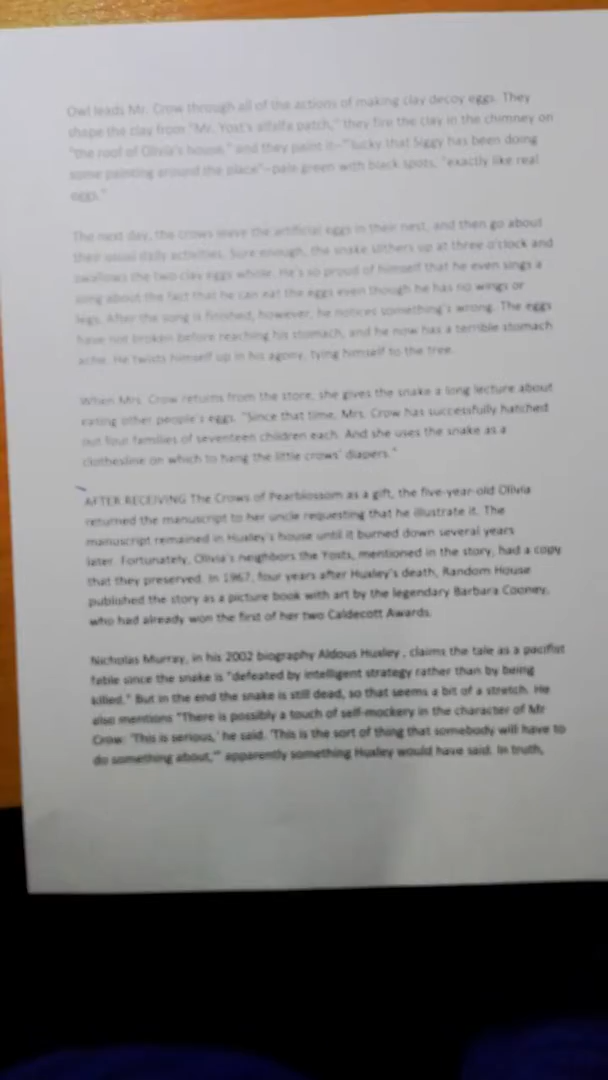 Owl leads Mr. Crow through all of the actions of making clay decoy eggs. They
shape the clay from "Mr. Yost's alfalfa patch," they fire the clay in the chimney on
"the roof of Olivia's house," and they paint it—"lucky that Siggy has been doing
some painting around the place"—pale green with black spots, "exactly like real
eggs."
The next day, the crows leave the artificial eggs in their nest, and then go about
their usual daily activities. Sure enough, the snake slithers up at three o'clock and
swallows the two clay eggs whole. He's so proud of himself that he even sings a
song about the fact that he can eat the eggs even though he has no wings or
legs. After the song is finished, however, he notices something's wrong. The eggs
have not broken before reaching his stomach, and he now has a terrible stomach
ache. He twists himself up in his agony, tying himself to the tree.
When Mrs. Crow returns from the store, she gives the snake a long lecture about
eating other people's eggs. "Since that time, Mrs. Crow has successfully hatched
out four families of seventeen children each. And she uses the snake as a
clothesline on which to hang the little crows' diapers."
AFTER RECEIVING The Crows of Pearblossom as a gift, the five-year-old Olivia
returned the manuscript to her uncle requesting that he illustrate it. The
manuscript remained in Huxley's house until it burned down several years
later. Fortunately, Olivia's neighbors the Yosts, mentioned in the story, had a copy
that they preserved. In 1967, four years after Huxley's death, Random House
published the story as a picture book with art by the legendary Barbara Cooney,
who had already won the first of her two Caldecott Awards.
Nicholas Murray, in his 2002 biography Aldous Huxley , claims the tale as a pacifist
fable since the snake is "defeated by intelligent strategy rather than by being
killed." But in the end the snake is still dead, so that seems a bit of a stretch. He
also mentions "There is possibly a touch of self-mockery in the character of Mr
Crow: 'This is serious,' he said. 'This is the sort of thing that somebody will have to
do something about,'" apparently something Huxley would have said. In truth,